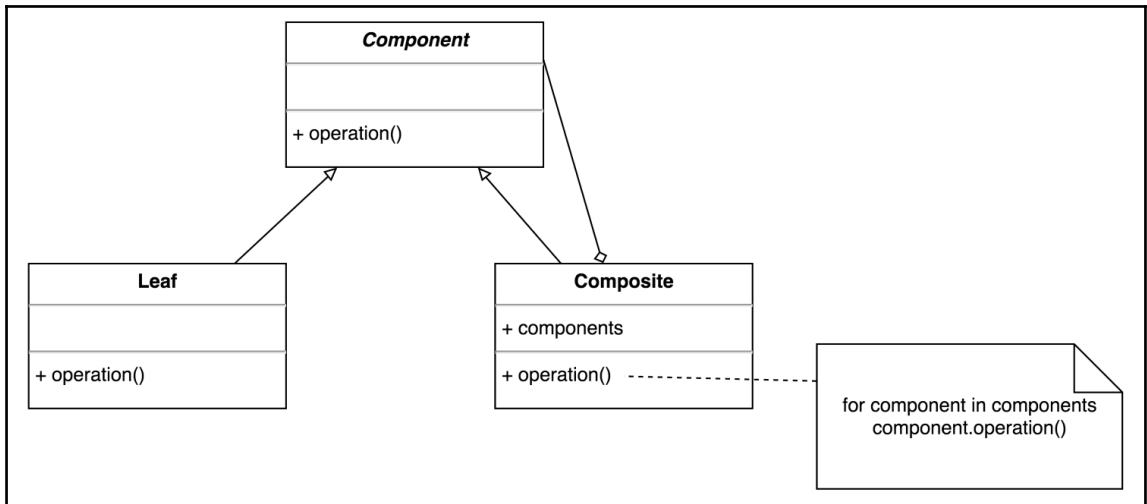 Component
+ operation()
Leaf
+ operation()
Composite
+ components
+ operation()
for component in components
component.operation()